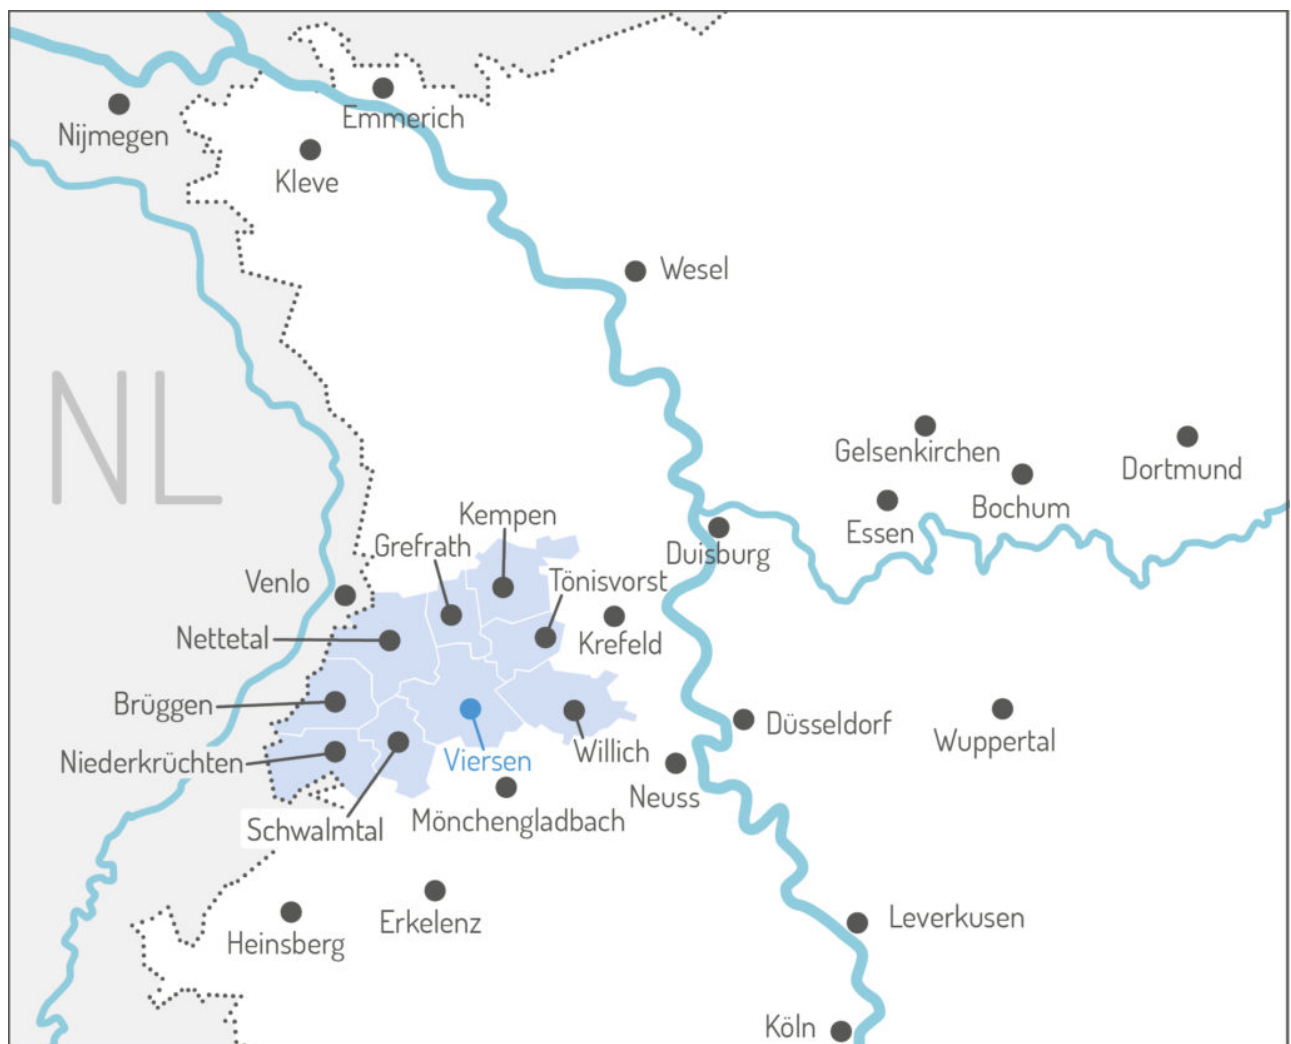 Emmerich
Nijmegen
Kleve
Wesel
NL
Gelsenkirchen
Dortmund
Bochum
Essen
Kempen
Grefrath
Duisburg
Venlo
Tönisvorst
Nettetal
Krefeld
Brüggen
Düsseldorf
Wuppertal
Niederkrüchten
Viersen
Willich
Neuss
Schwalmtal
Mönchengladbach
Leverkusen
Erkelenz
Heinsberg
Köln